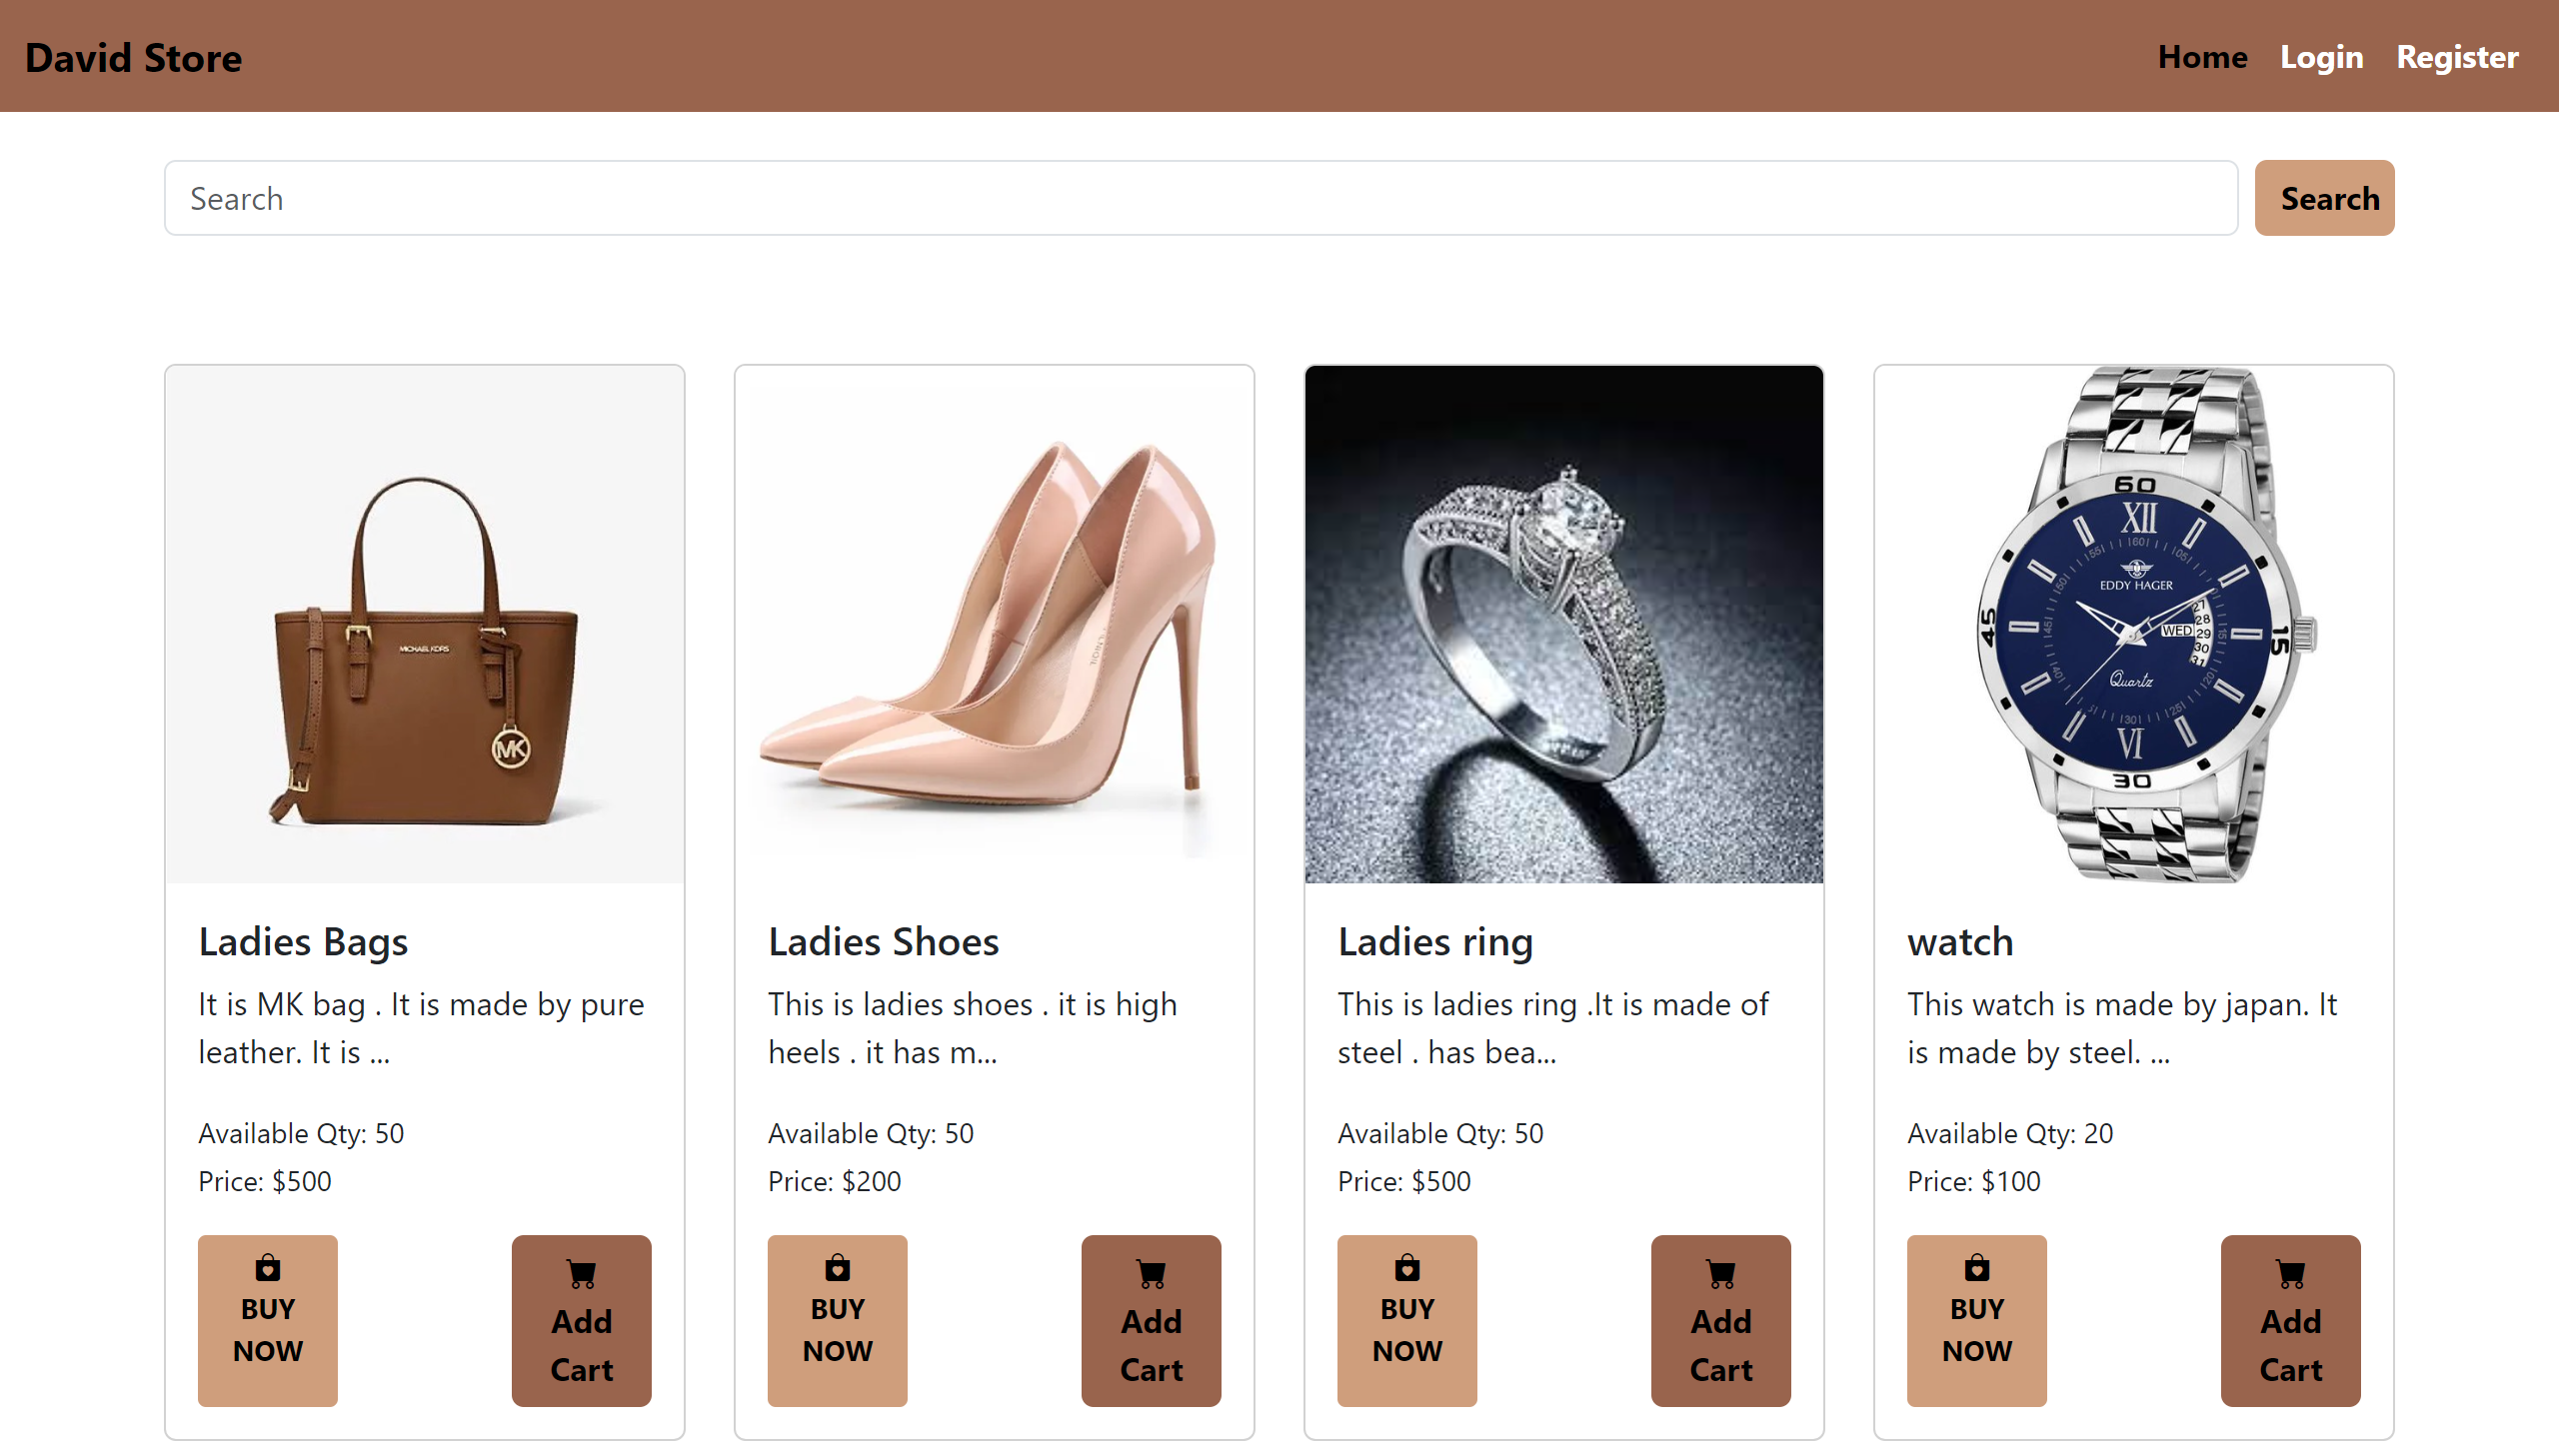 David Store
Home Login Register
Search
Search
MICHAEL KORS
MK
60
XII
EDDY HAGER
45
WED
27
28
29
30
31
15
Quartz
VI
30
Ladies Bags
It is MK bag . It is made by pure
leather. It is ...
Available Qty: 50
Price: $500
BUY
NOW
Add
Cart
Ladies Shoes
This is ladies shoes . it is high
heels . it has m...
Available Qty: 50
Price: $200
BUY
NOW
Add
Cart
Ladies ring
This is ladies ring .It is made of
steel . has bea...
Available Qty: 50
Price: $500
BUY
NOW
Add
Cart
watch
This watch is made by japan. It
is made by steel. ...
Available Qty: 20
Price: $100
BUY
NOW
Add
Cart